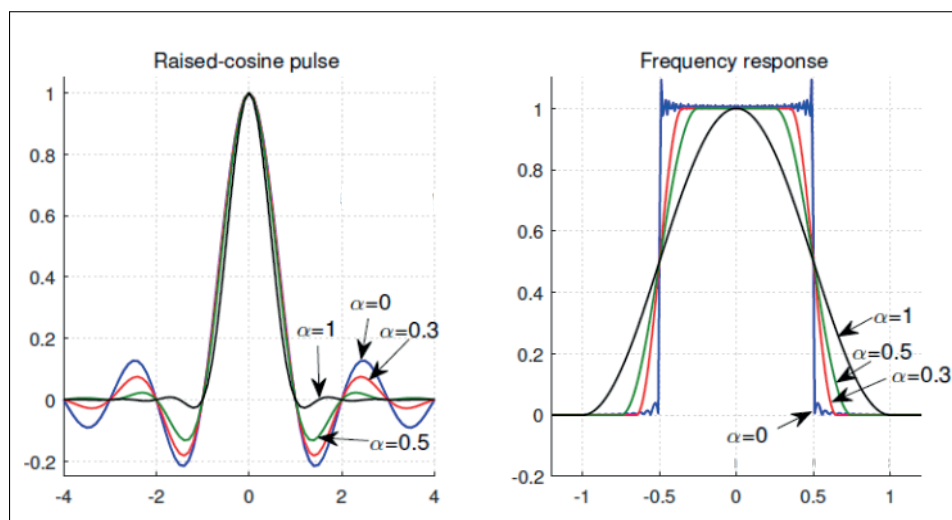 Raised-cosine pulse
1
0.8
0.6
0.4
0.2
0
-0.2
-4
-2
0
2
4
α=0
α=1
α=0.3
α=0.5
Frequency response
1
0.8
0.6
0.4
0.2
0
-0.2
-1
-0.5
0
0.5
1
α=1
α=0.5
α=0.3
α=0